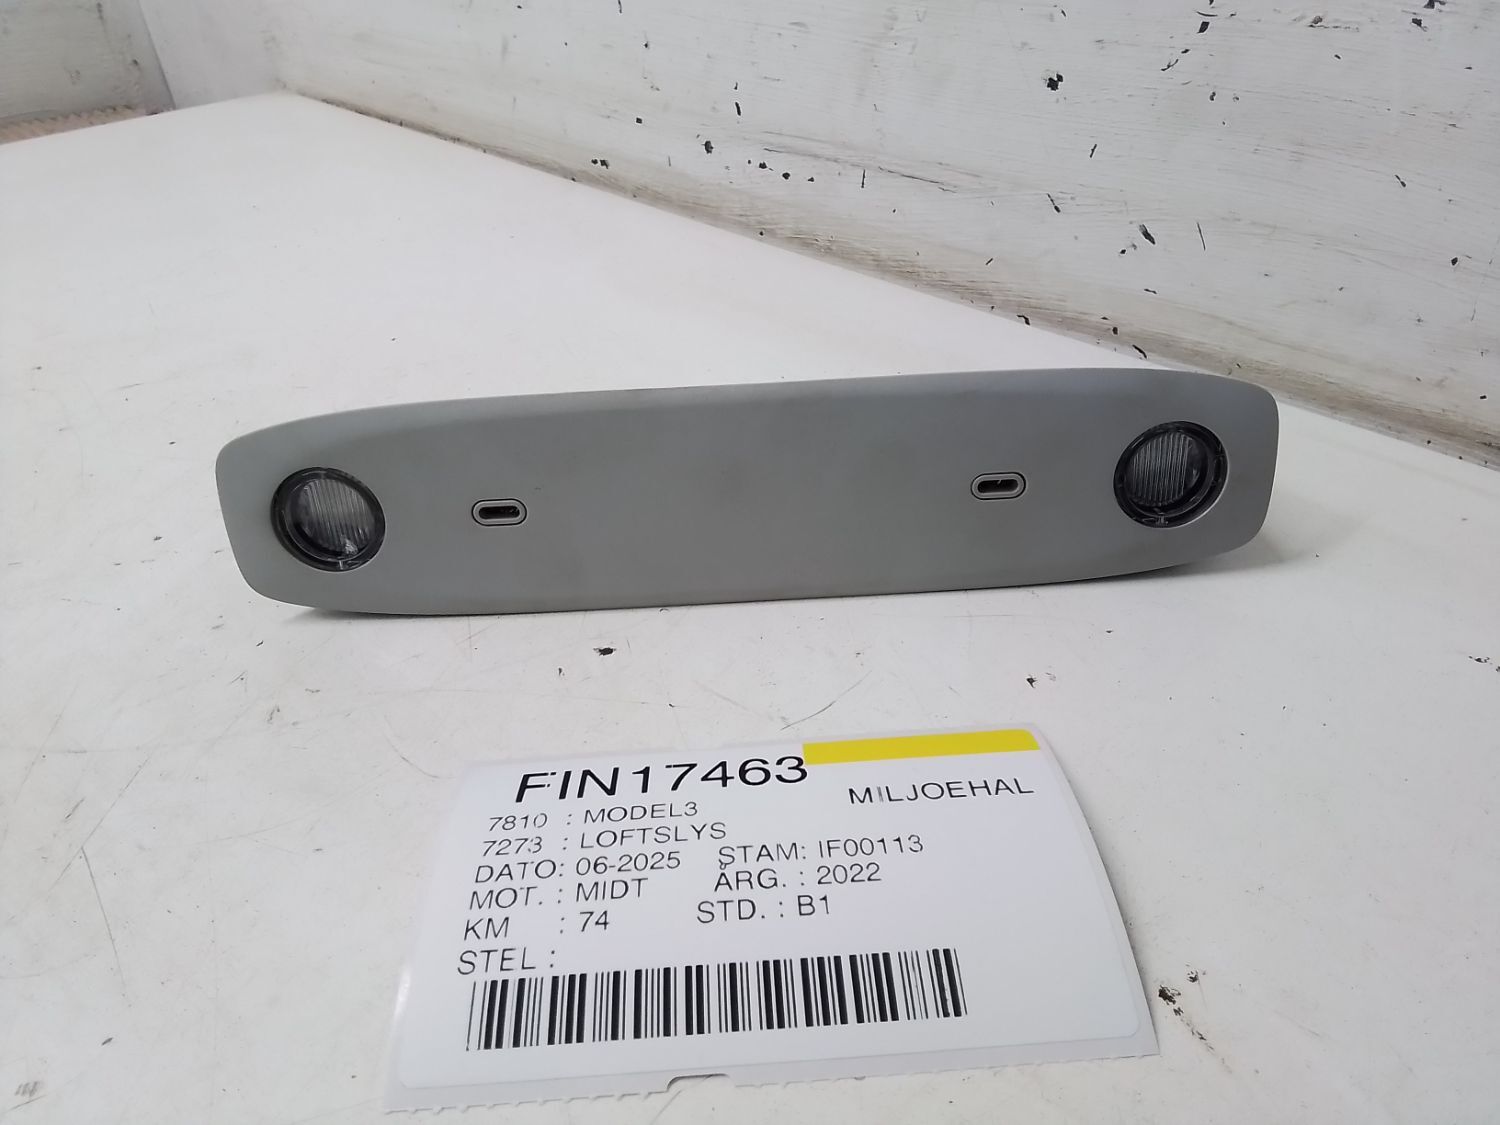 FIN17463
MILJOEHAL
7810 : MODEL3
7273 : LOFTSLYS
DATO: 06-2025 STAM: IF00113
MOT. : MIDT ARG. : 2022
KM : 74 STD. : B1
STEL :